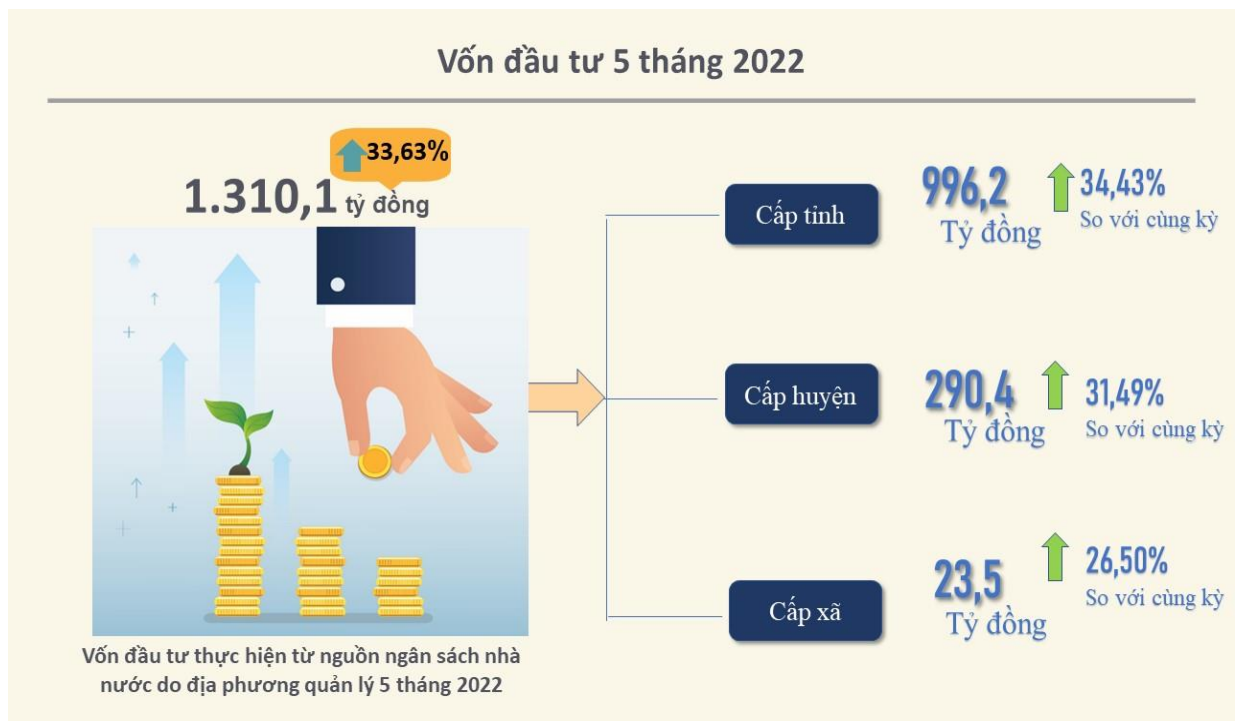 Vốn đầu tư 5 tháng 2022
33,63%
1.310,1 tỷ đồng
Vốn đầu tư thực hiện từ nguồn ngân sách nhà
nước do địa phương quản lý 5 tháng 2022
Cấp tỉnh
996,2
Tỷ đồng
34,43%
So với cùng kỳ
Cấp huyện
290,4
Tỷ đồng
31,49%
So với cùng kỳ
Cấp xã
23,5
Tỷ đồng
26,50%
So với cùng kỳ